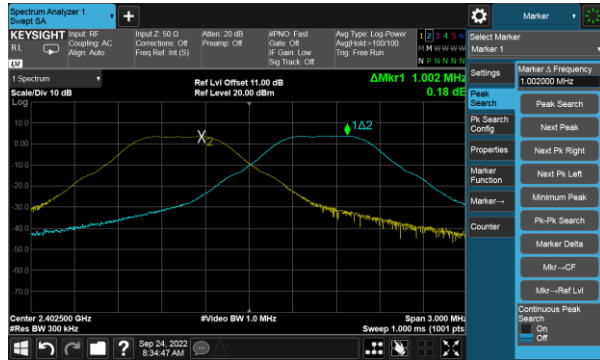 Spectrum Analyzer 1
Swept SA
Marker
KEYSIGHT
Input: RF
Coupling: AC
Align: Auto
Input Z: 50 Ω
Corrections: Off
Freq Ref: Int (S)
Atten: 20 dB
Preamp: Off
#PNO: Fast
Gate: Off
IF Gain: Low
Sig Track: Off
Avg Type: Log-Power
Avg|Hold:>100/100
Trig: Free Run
1 2 3 4 5 6
M M W W W W
N P N N N N
RL
LXI
Select Marker
Marker 1
1 Spectrum
Scale/Div 10 dB
Log
Ref Lvl Offset 11.00 dB
Ref Level 20.00 dBm
ΔMkr1 1.002 MHz
0.18 dB
10.0
0.00
-10.0
-20.0
-30.0
-40.0
-50.0
-60.0
-70.0
X2
1Δ2
Center 2.402500 GHz
#Res BW 300 kHz
#Video BW 1.0 MHz
Span 3.000 MHz
Sweep 1.000 ms (1001 pts
Sep 24, 2022
8:34:47 AM
Settings
Peak
Search
Pk Search
Config
Properties
Marker
Function
Marker→
Counter
Marker Δ Frequency
1.002000 MHz
Peak Search
Next Peak
Next Pk Right
Next Pk Left
Minimum Peak
Pk-Pk Search
Marker Delta
Mkr→CF
Mkr→Ref Lvl
Continuous Peak
Search
On
Off